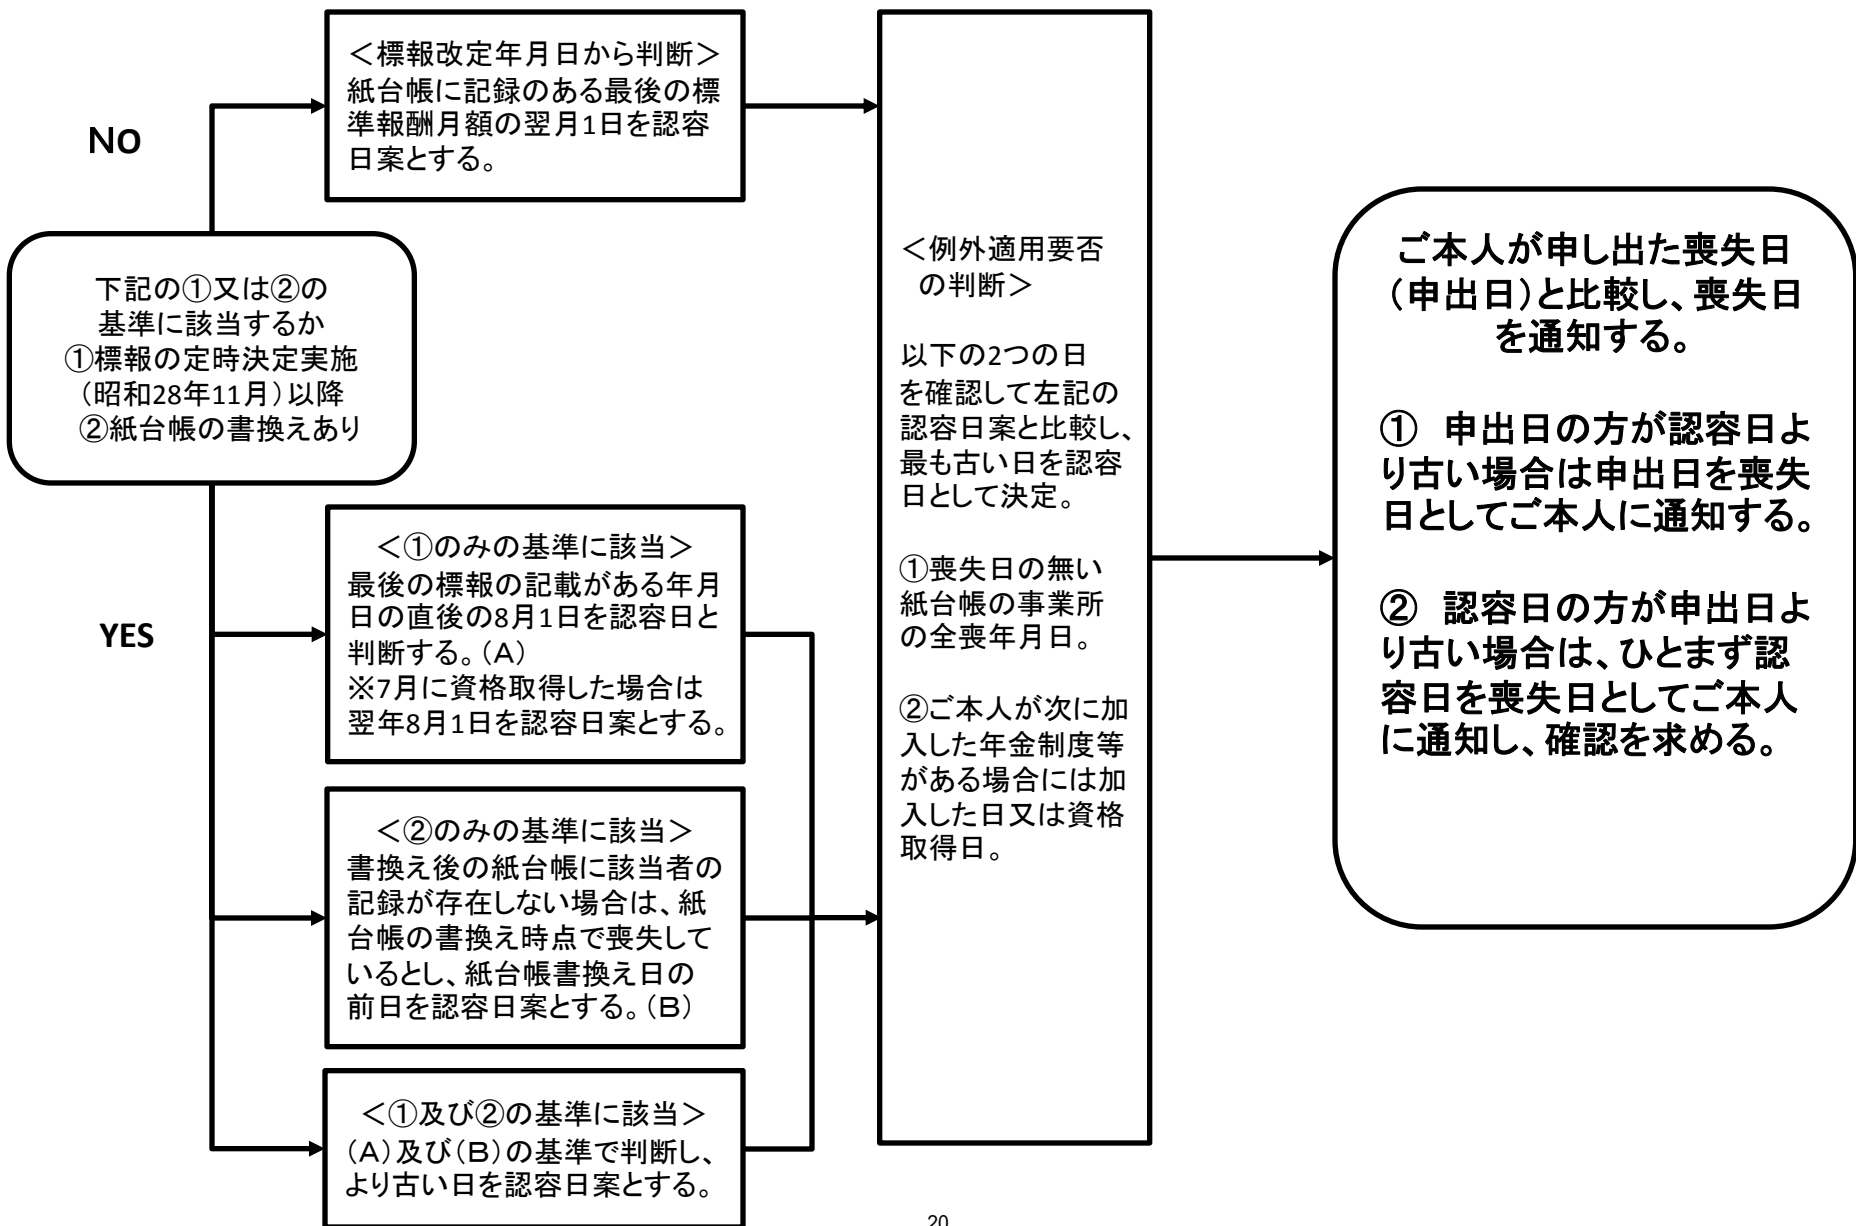 NO
＜標報改定年月日から判断＞
紙台帳に記録のある最後の標
準報酬月額の翌月1日を認容
日案とする。
下記の①又は②の
基準に該当するか
①標報の定時決定実施
（昭和28年11月）以降
②紙台帳の書換えあり
YES
＜①のみの基準に該当＞
最後の標報の記載がある年月
日の直後の8月1日を認容日と
判断する。（A）
※7月に資格取得した場合は
翌年8月1日を認容日案とする。
＜②のみの基準に該当＞
書換え後の紙台帳に該当者の
記録が存在しない場合は、紙
台帳の書換え時点で喪失して
いるとし、紙台帳書換え日の
前日を認容日案とする。（B）
＜①及び②の基準に該当＞
（A）及び（B）の基準で判断し、
より古い日を認容日案とする。
＜例外適用要否
の判断＞
以下の2つの日
を確認して左記の
認容日案と比較し、
最も古い日を認容
日として決定。
①喪失日の無い
紙台帳の事業所
の全喪年月日。
②ご本人が次に加
入した年金制度等
がある場合には加
入した日又は資格
取得日。
ご本人が申し出た喪失日
（申出日）と比較し、喪失日
を通知する。
①　申出日の方が認容日よ
り古い場合は申出日を喪失
日としてご本人に通知する。
②　認容日の方が申出日よ
り古い場合は、ひとまず認
容日を喪失日としてご本人
に通知し、確認を求める。
20